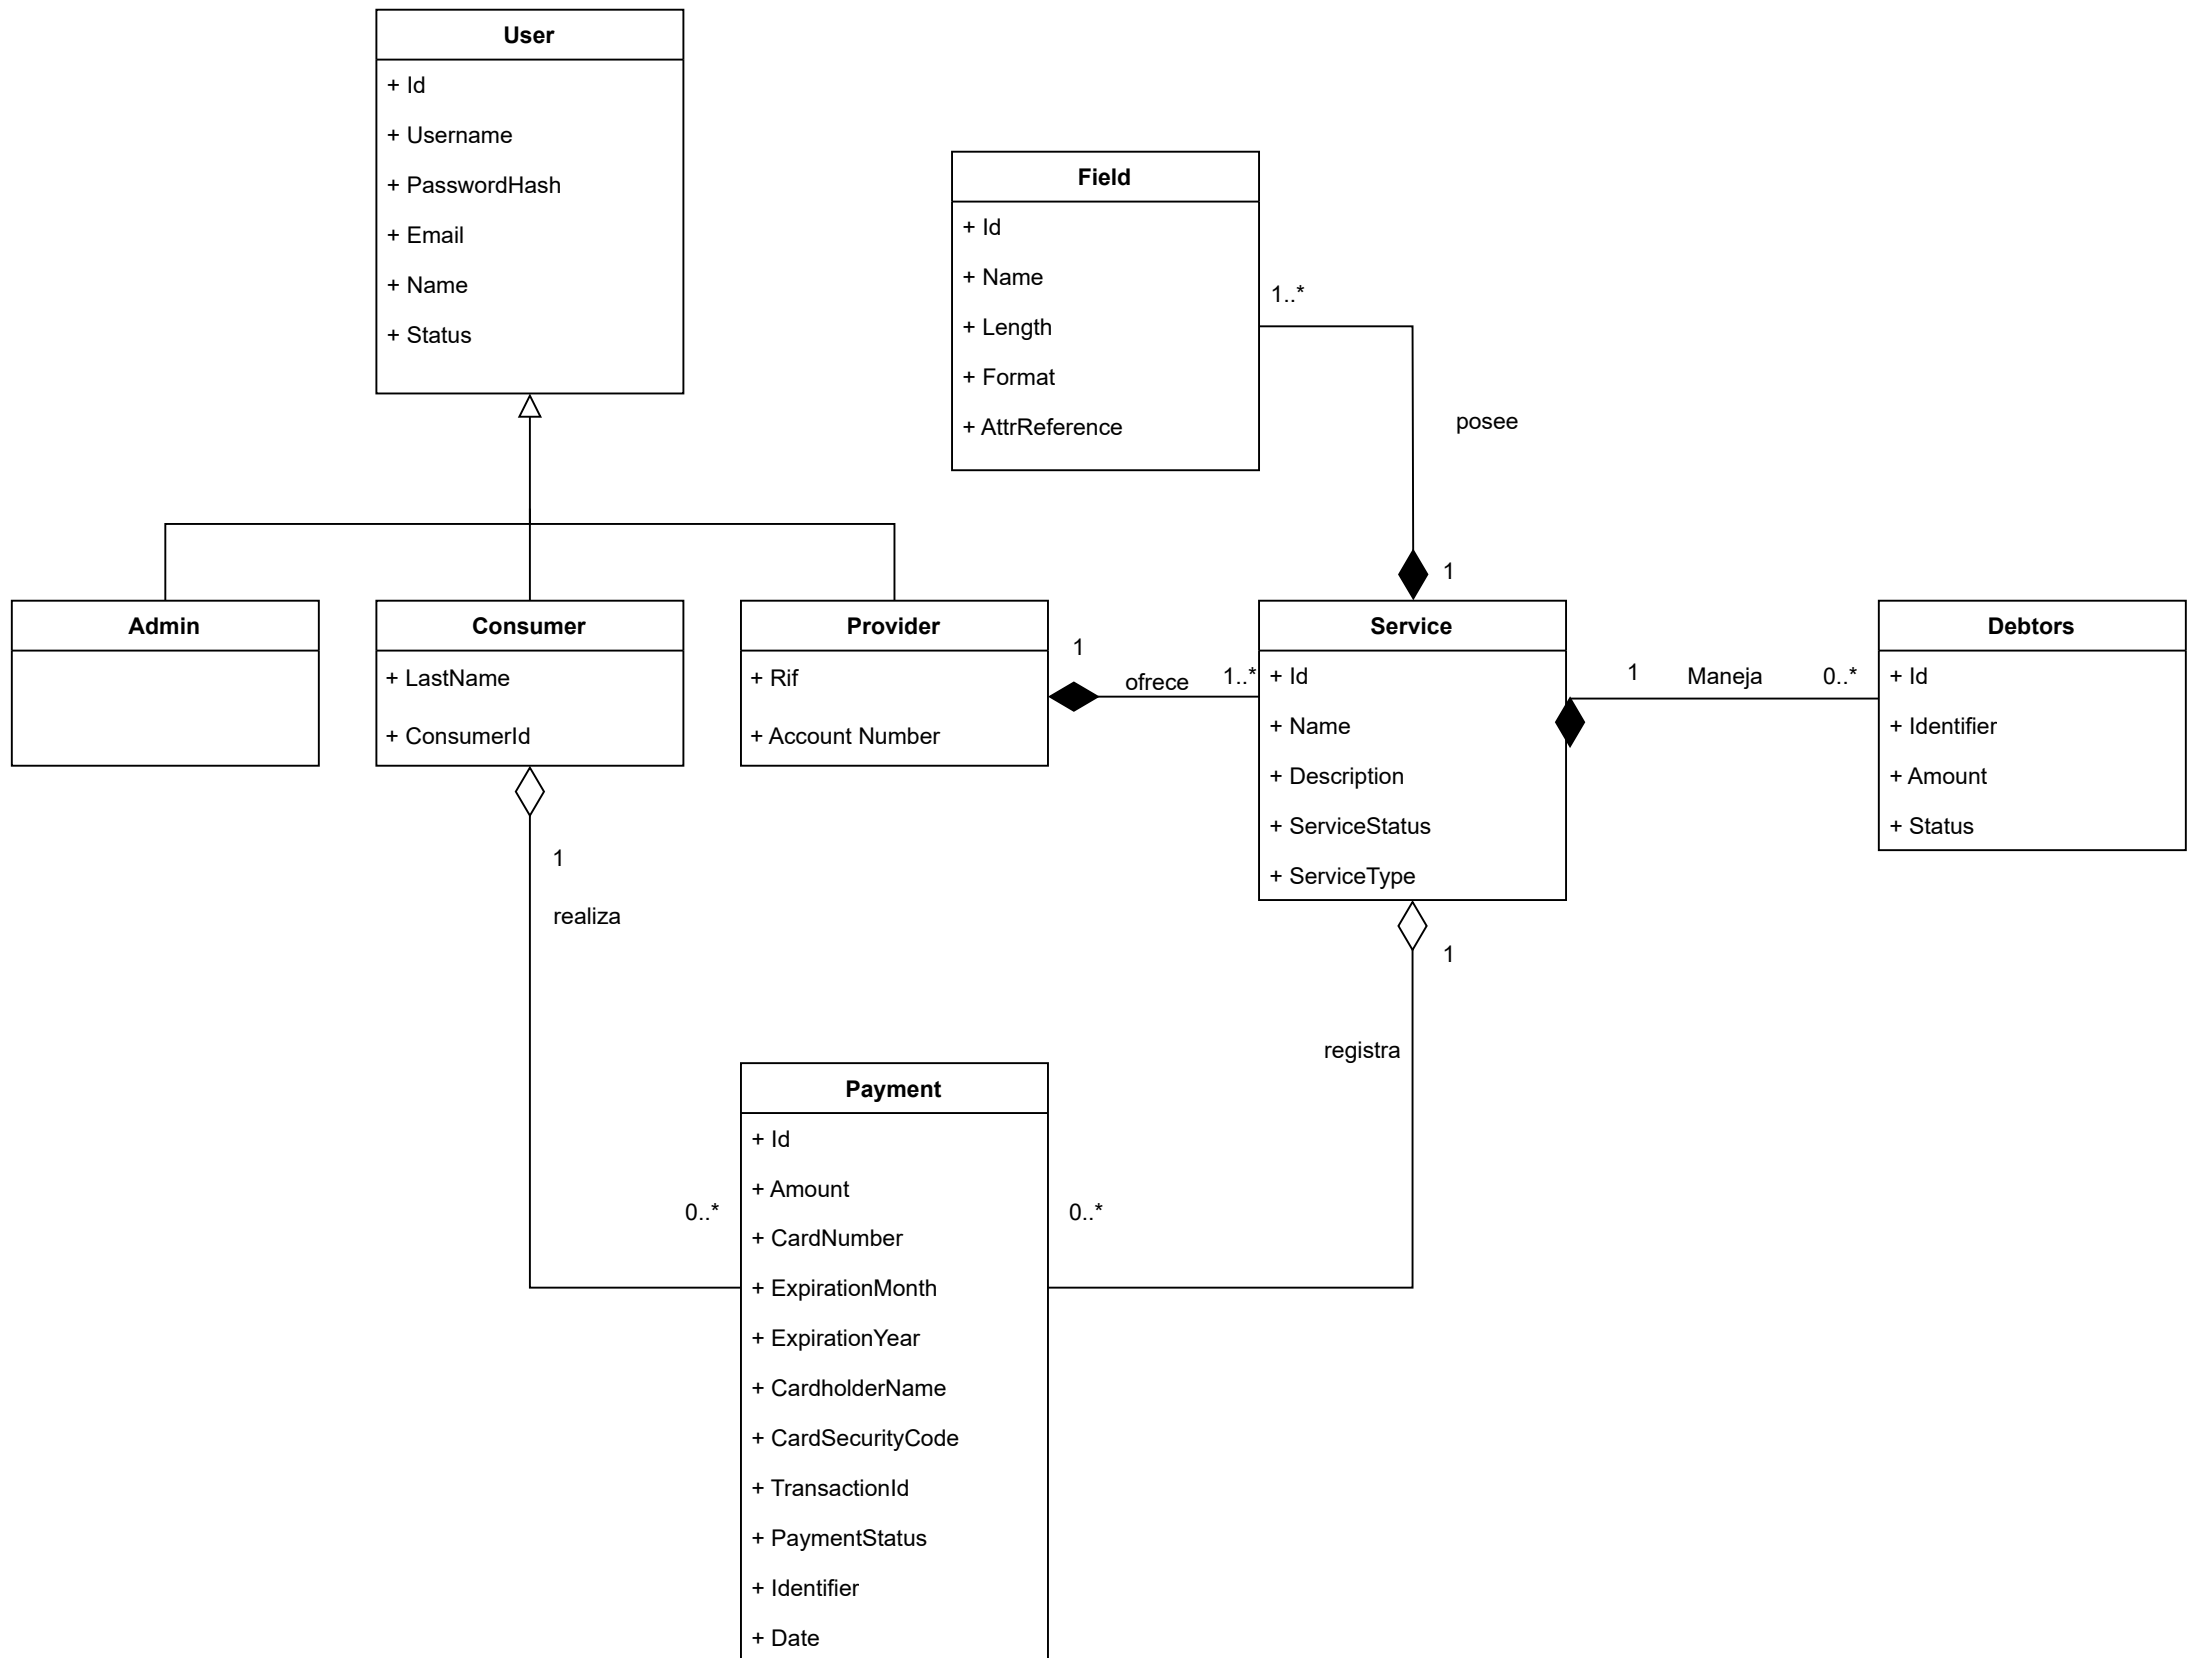 User
+ Id
+ Username
+ PasswordHash
+ Email
+ Name
+ Status
Field
+ Id
+ Name
+ Length
+ Format
+ AttrReference
1..*
posee
1
Admin
Consumer
+ LastName
+ ConsumerId
Provider
+ Rif
+ Account Number
1
ofrece
1..*
Service
+ Id
+ Name
+ Description
+ ServiceStatus
+ ServiceType
1
Maneja
0..*
Debtors
+ Id
+ Identifier
+ Amount
+ Status
1
realiza
0..*
1
registra
0..*
Payment
+ Id
+ Amount
+ CardNumber
+ ExpirationMonth
+ ExpirationYear
+ CardholderName
+ CardSecurityCode
+ TransactionId
+ PaymentStatus
+ Identifier
+ Date